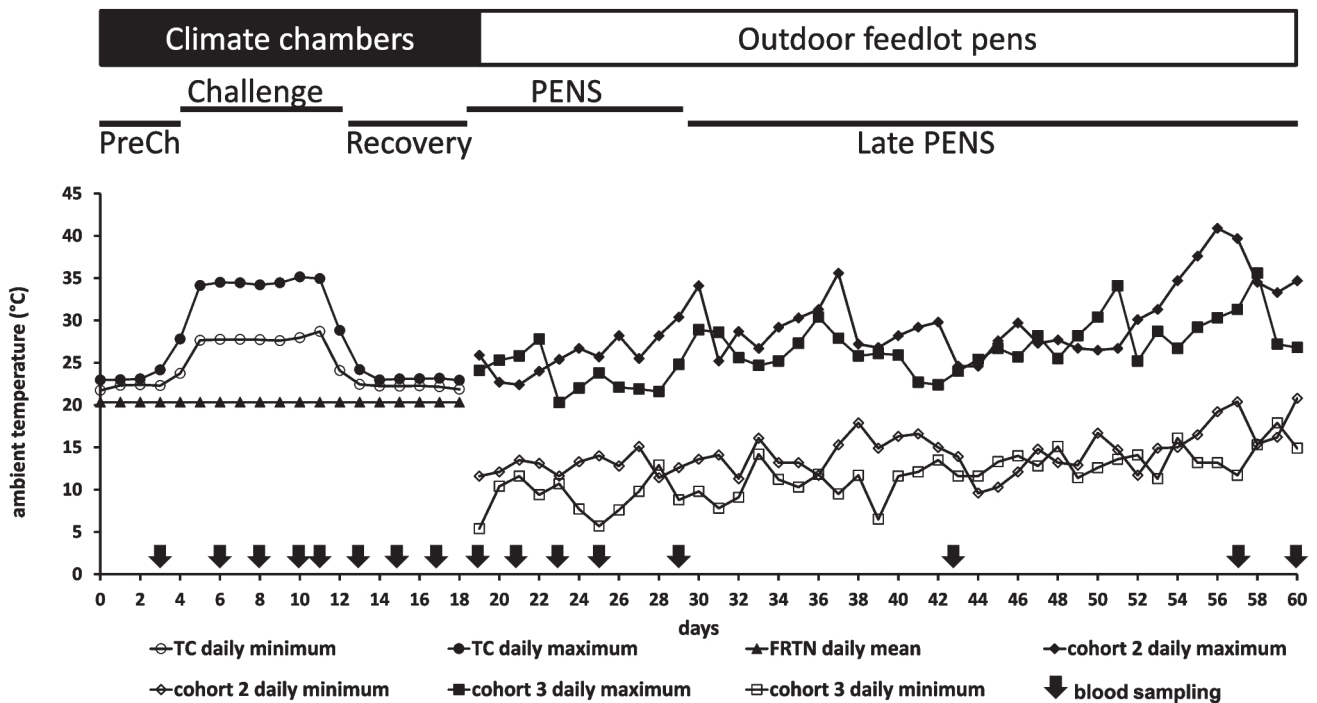 Climate chambers Outdoor feedlot pens
Challenge PENS
PreCh Recovery Late PENS
45
40
35
30
25
20
15
10
5
0
ambient temperature (°C)
0 2 4 6 8 10 12 14 16 18 20 22 24 26 28 30 32 34 36 38 40 42 44 46 48 50 52 54 56 58 60
days
TC daily minimum TC daily maximum FRTN daily mean cohort 2 daily maximum
cohort 2 daily minimum cohort 3 daily maximum cohort 3 daily minimum blood sampling